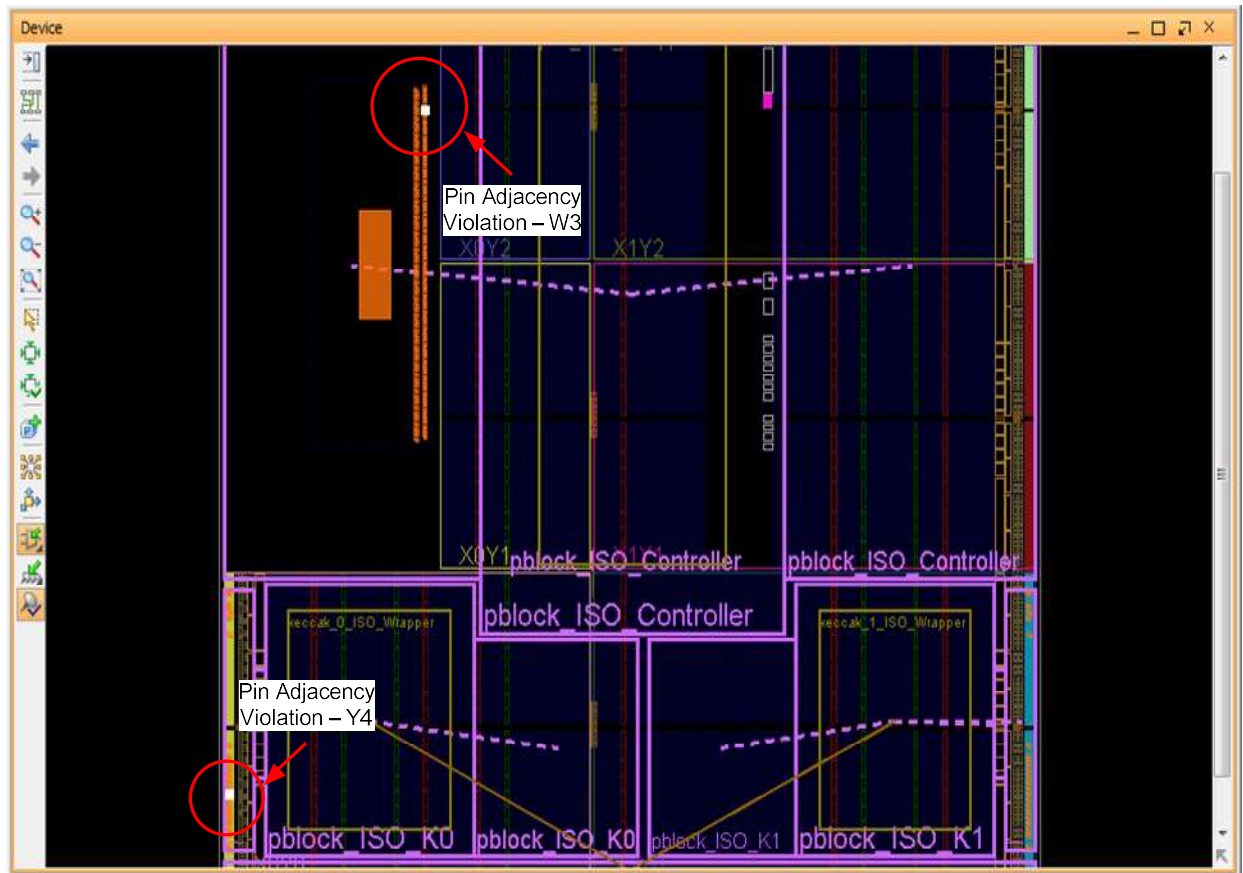 Device
Pin Adjacency
Violation – W3
X0Y2
X1Y2
X0Y1
X1Y1
pblock_ISO_Controller
pblock_ISO_Controller
pblock_ISO_Controller
keccak_0_ISO_Wrapper
keccak_1_ISO_Wrapper
Pin Adjacency
Violation – Y4
pblock_ISO_K0
pblock_ISO_K0
pblock_ISO_K1
pblock_ISO_K1